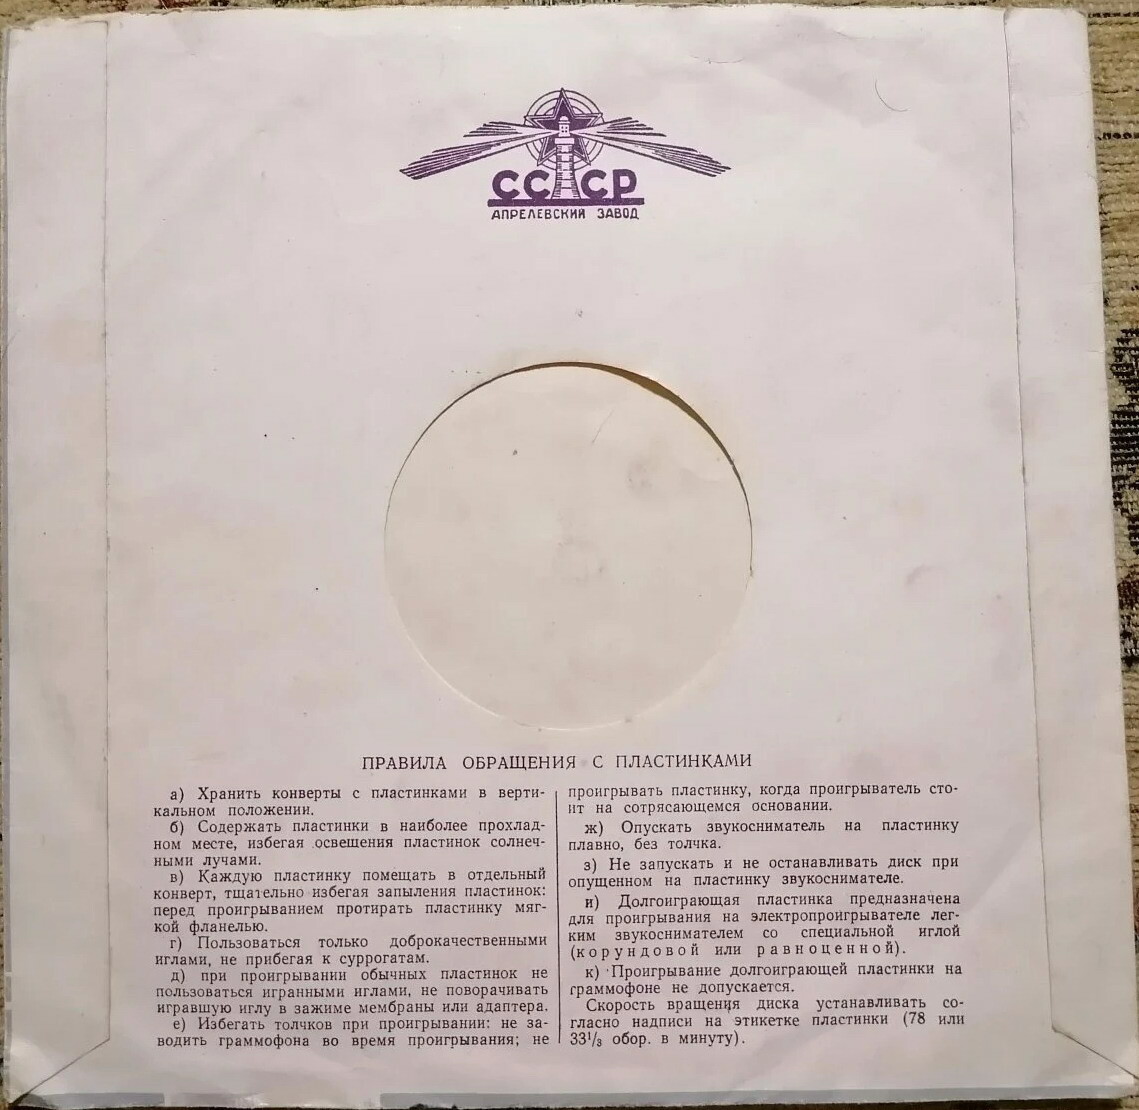 СССР
АПРЕЛЕВСКИЙ ЗАВОД
ПРАВИЛА ОБРАЩЕНИЯ С ПЛАСТИНКАМИ
а) Хранить конверты с пластинками в верти-
кальном положении.
б) Содержать пластинки в наиболее прохлад-
ном месте, избегая освещения пластинок солнеч-
ными лучами.
в) Каждую пластинку помещать в отдельный
конверт, тщательно избегая запыления пластинок:
перед проигрыванием протирать пластинку мяг-
кой фланелью.
г) Пользоваться только доброкачественными
иглами, не прибегая к суррогатам.
д) при проигрывании обычных пластинок не
пользоваться игранными иглами, не поворачивать
игравшую иглу в зажиме мембраны или адаптера.
е) Избегать толчков при проигрывании: не за-
водить граммофона во время проигрывания; не
проигрывать пластинку, когда проигрыватель сто-
ит на сотрясающемся основании.
ж) Опускать звукосниматель на пластинку
плавно, без толчка.
з) Не запускать и не останавливать диск при
опущенном на пластинку звукоснимателе.
и) Долгоиграющая пластинка предназначена
для проигрывания на электропроигрывателе лег-
ким звукоснимателем со специальной иглой
(корундовой или равноценной).
к) Проигрывание долгоиграющей пластинки на
граммофоне не допускается.
Скорость вращения диска устанавливать со-
гласно надписи на этикетке пластинки (78 или
33¹/₃ обор. в минуту).